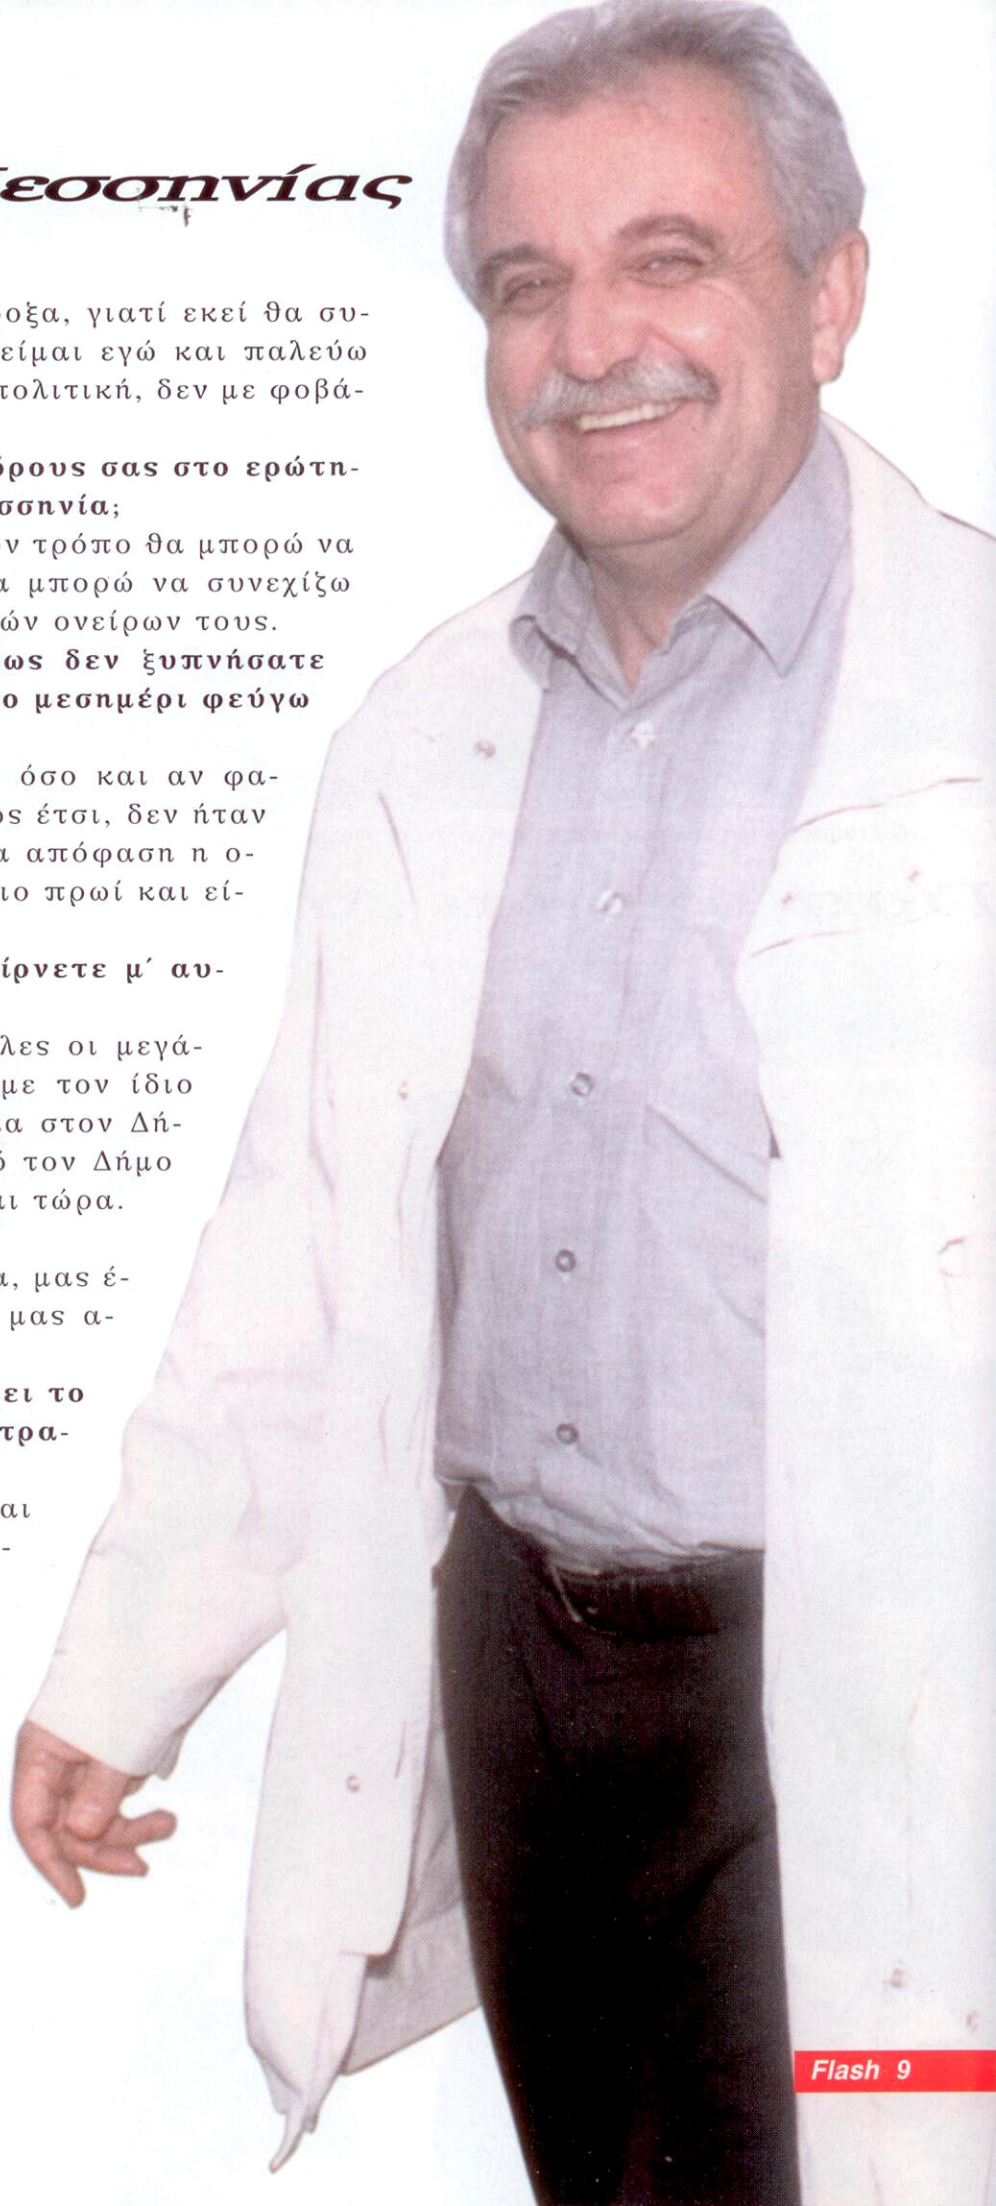 εσσηνίας
οξα, γιατί εκεί θα συ-
είμαι εγώ και παλεύω
πολιτική, δεν με φοβά-
όρους σας στο ερώτη-
σσηνία;
ν τρόπο θα μπορώ να
α μπορώ να συνεχίζω
ών ονείρων τους.
ως δεν ξυπνήσατε
ο μεσημέρι φεύγω
όσο και αν φα-
ος έτσι, δεν ήταν
α απόφαση η ο-
ιο πρωί και εί-
ίρνετε μ΄ αυ-
λες οι μεγά-
με τον ίδιο
α στον Δή-
ό τον Δήμο
αι τώρα.
α, μας έ-
μας α-
ει το
τρα-
αι
-
Flash 9